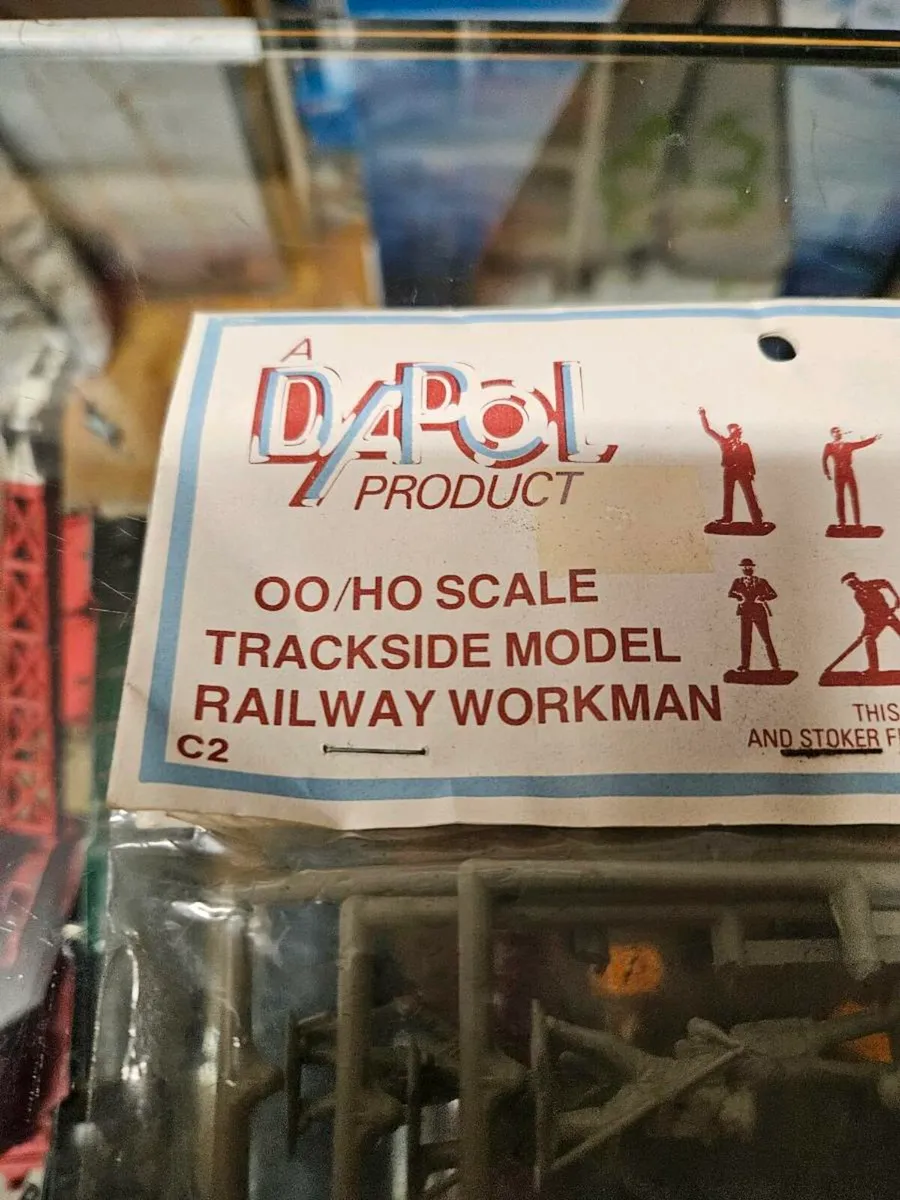 A
DAPOL
PRODUCT
OO/HO SCALE
TRACKSIDE MODEL
RAILWAY WORKMAN
C2
THIS
AND STOKER